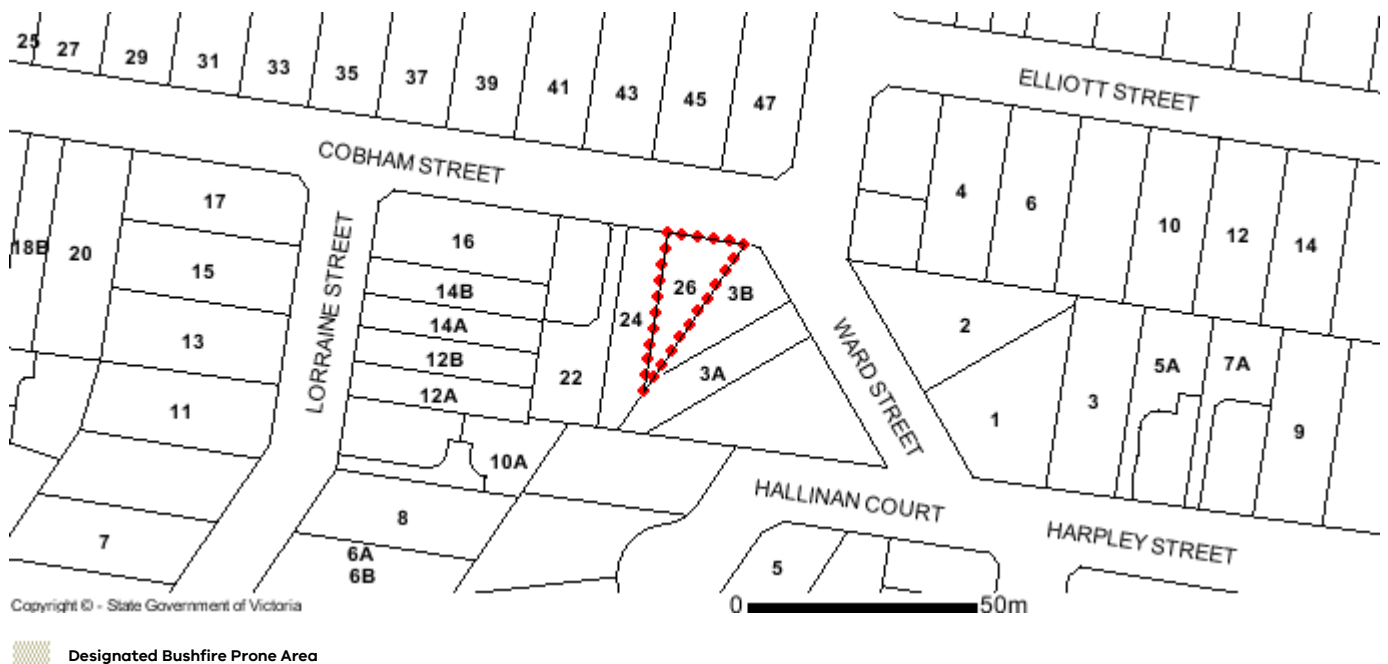 25 27 29 31 33 35 37 39 41 43 45 47
ELLIOTT STREET
COBHAM STREET
18B 20 17 15 13 11 7
LORRAINE STREET
16
14B
14A
12B
12A
10A
8
6A
6B
22 24 26 3B
3A
WARD STREET
4 6 10 12 14
2
1 3 5A 7A 9
HALLINAN COURT
HARPLEY STREET
5
Copyright © - State Government of Victoria
0 50m
Designated Bushfire Prone Area